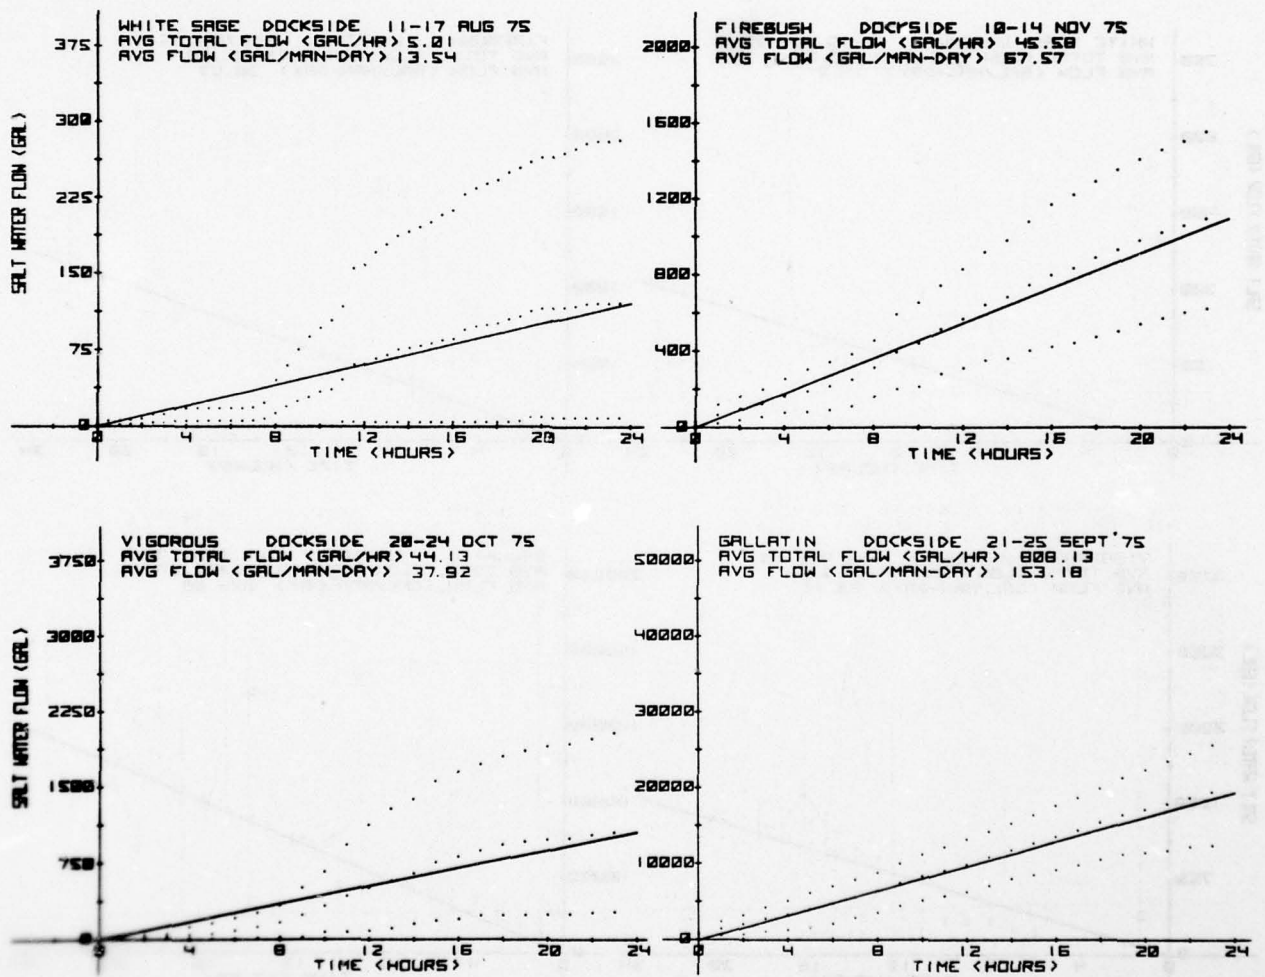 WHITE SAGE DOCKSIDE 11-17 AUG 75
AVG TOTAL FLOW <GAL/HR> 5.01
AVG FLOW <GAL/MAN-DAY> 13.54
SALT WATER FLOW <GAL>
375
300
225
150
75
0
0 4 8 12 16 20 24
TIME <HOURS>
FIREBUSH DOCKSIDE 10-14 NOV 75
AVG TOTAL FLOW <GAL/HR> 45.58
AVG FLOW <GAL/MAN-DAY> 67.57
2000
1600
1200
800
400
0
0 4 8 12 16 20 24
TIME <HOURS>
VIGOROUS DOCKSIDE 20-24 OCT 75
AVG TOTAL FLOW <GAL/HR> 44.13
AVG FLOW <GAL/MAN-DAY> 37.92
SALT WATER FLOW <GAL>
3750
3000
2250
1500
750
0
0 4 8 12 16 20 24
TIME <HOURS>
GALLATIN DOCKSIDE 21-25 SEPT '75
AVG TOTAL FLOW <GAL/HR> 808.13
AVG FLOW <GAL/MAN-DAY> 153.18
50000
40000
30000
20000
10000
0
0 4 8 12 16 20 24
TIME <HOURS>